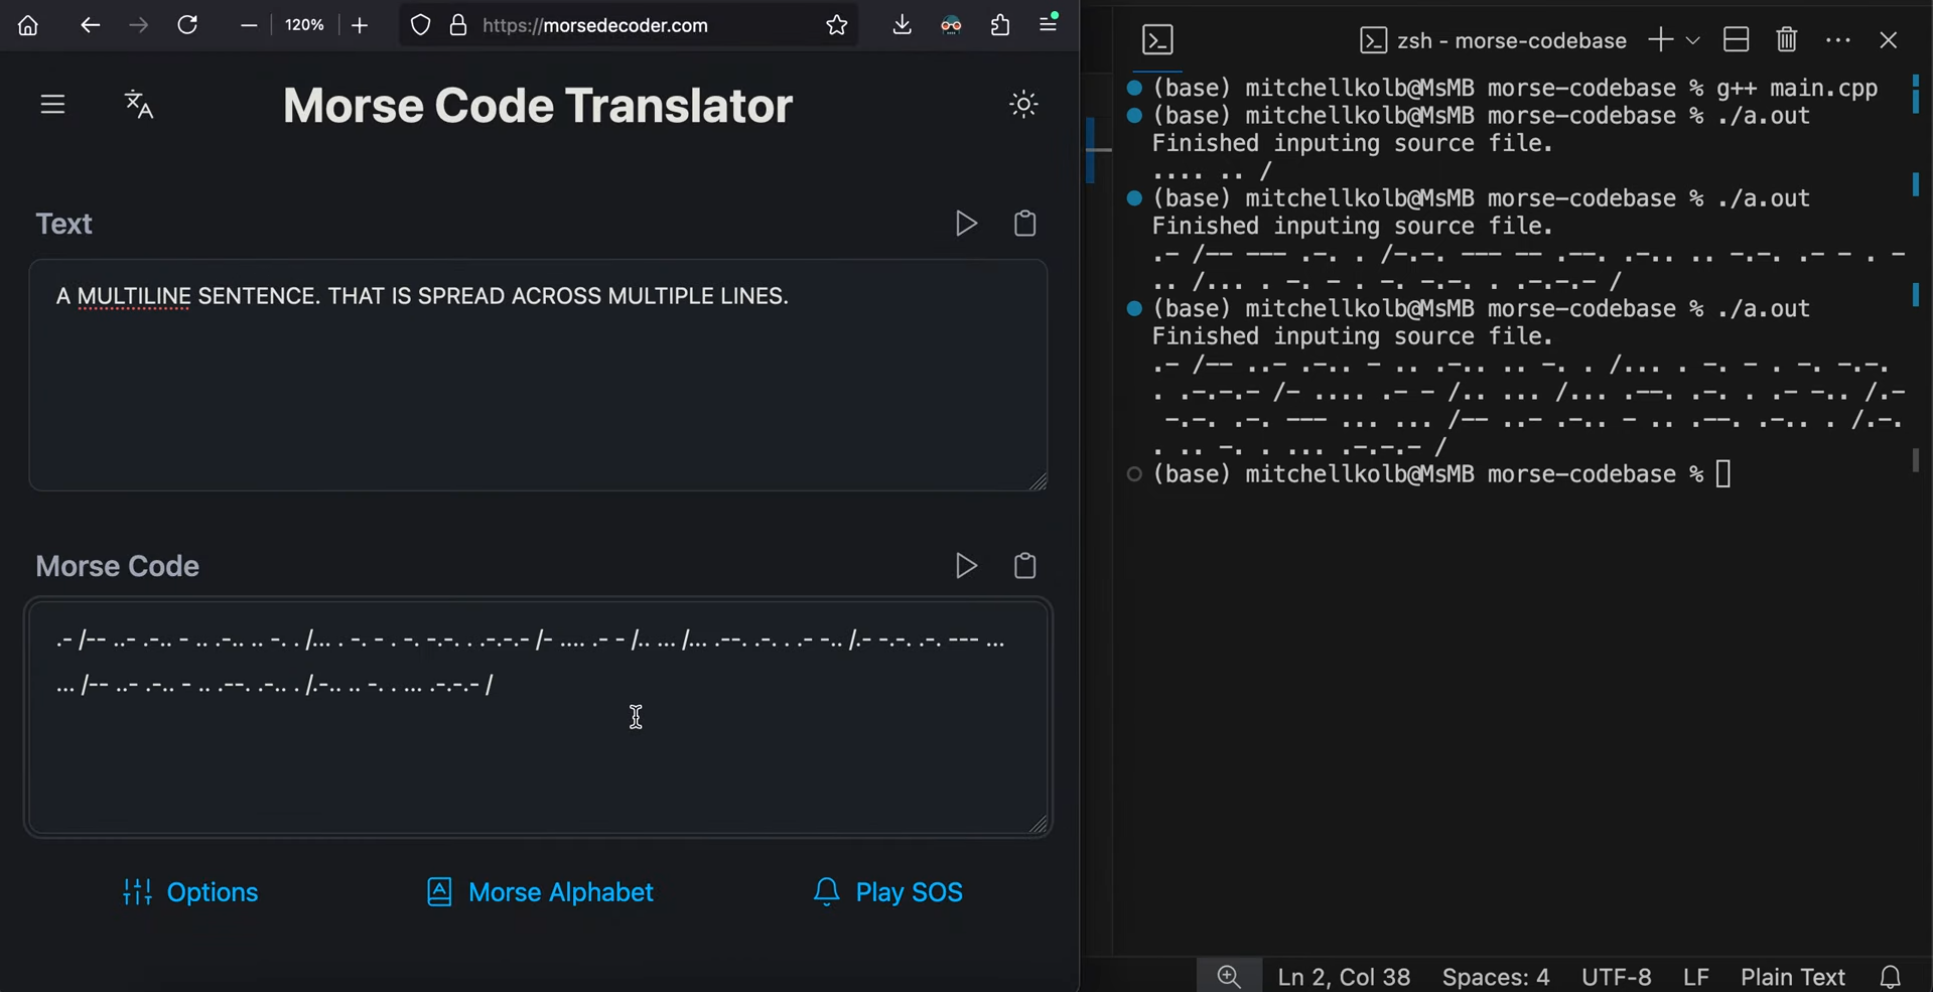 120%
https://morsedecoder.com
Morse Code Translator
Text
A MULTILINE SENTENCE. THAT IS SPREAD ACROSS MULTIPLE LINES.
Morse Code
.- /-- ..- .-.. - .. .-.. .. -. . /... . -. - . -. -.-. . .-.-.- /- .... .- - /.. ... /... .--. .-. . .- -.. /.- -.-. .-. --- ...
... /-- ..- .-.. - .. .--. .-.. . /.-.. .. -. . ... .-.-.- /
Options
Morse Alphabet
Play SOS
zsh - morse-codebase
(base) mitchellkolb@MsMB morse-codebase % g++ main.cpp
(base) mitchellkolb@MsMB morse-codebase % ./a.out
Finished inputing source file.
.... .. /
(base) mitchellkolb@MsMB morse-codebase % ./a.out
Finished inputing source file.
.- /-- --- .-. . /-.-. --- -- .--. .-.. .. -.-. .- - . -
.. /... . -. - . -. -.-. . .-.-.- /
(base) mitchellkolb@MsMB morse-codebase % ./a.out
Finished inputing source file.
.- /-- ..- .-.. - .. .-.. .. -. . /... . -. - . -. -.-.
. .-.-.- /- .... .- - /.. ... /... .--. .-. . .- -.. /.-
-.-. .-. --- ... ... /-- ..- .-.. - .. .--. .-.. . /.-.
. .. -. . ... .-.-.- /
(base) mitchellkolb@MsMB morse-codebase %
Ln 2, Col 38
Spaces: 4
UTF-8
LF
Plain Text